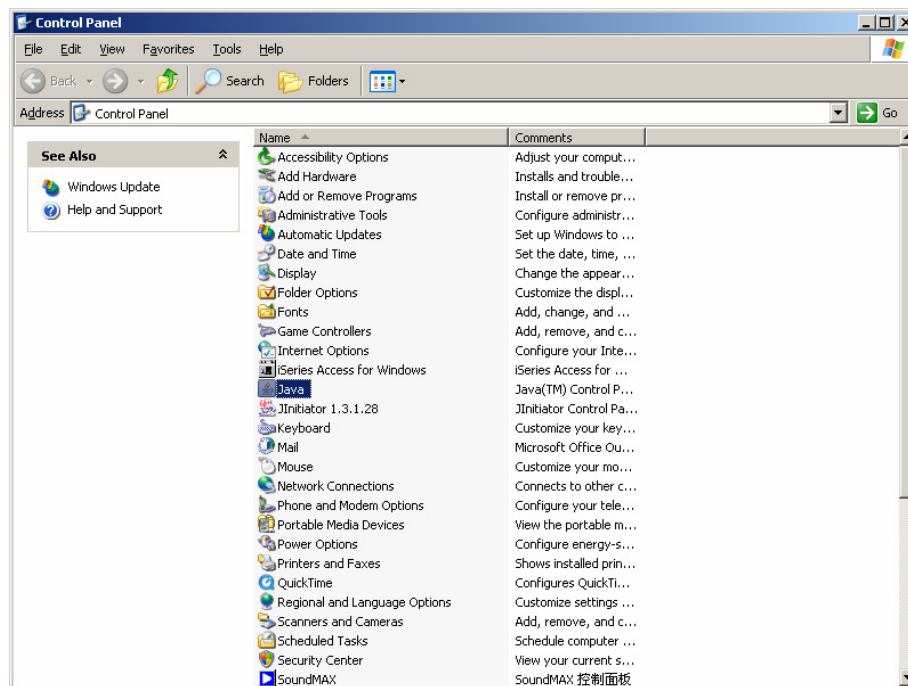 Control Panel
File Edit View Favorites Tools Help
Back Search Folders
Address Control Panel Go
See Also
Windows Update
Help and Support
Name Comments
Accessibility Options Adjust your comput...
Add Hardware Installs and trouble...
Add or Remove Programs Install or remove pr...
Administrative Tools Configure administr...
Automatic Updates Set up Windows to ...
Date and Time Set the date, time, ...
Display Change the appear...
Folder Options Customize the displ...
Fonts Add, change, and ...
Game Controllers Add, remove, and c...
Internet Options Configure your Inte...
iSeries Access for Windows iSeries Access for ...
Java Java(TM) Control P...
JInitiator 1.3.1.28 JInitiator Control Pa...
Keyboard Customize your key...
Mail Microsoft Office Ou...
Mouse Customize your mo...
Network Connections Connects to other c...
Phone and Modem Options Configure your tele...
Portable Media Devices View the portable m...
Power Options Configure energy-s...
Printers and Faxes Shows installed prin...
QuickTime Configures QuickTi...
Regional and Language Options Customize settings ...
Scanners and Cameras Add, remove, and c...
Scheduled Tasks Schedule computer ...
Security Center View your current s...
SoundMAX SoundMAX 控制面板